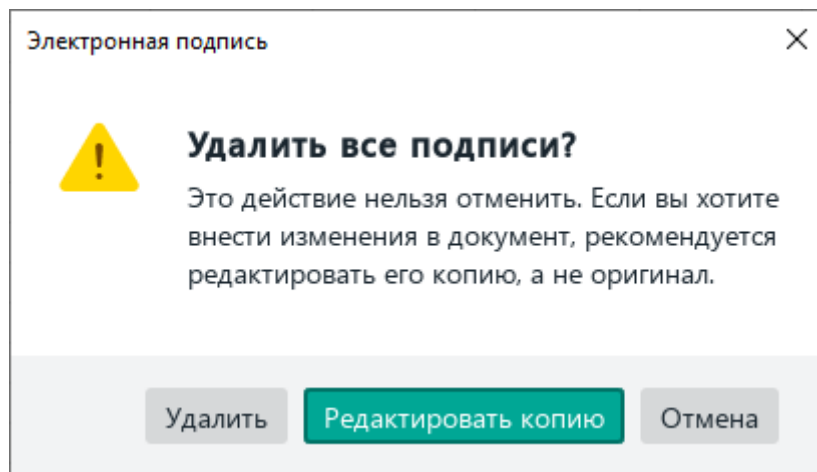 Электронная подпись
Удалить все подписи?
Это действие нельзя отменить. Если вы хотите
внести изменения в документ, рекомендуется
редактировать его копию, а не оригинал.
Удалить Редактировать копию Отмена